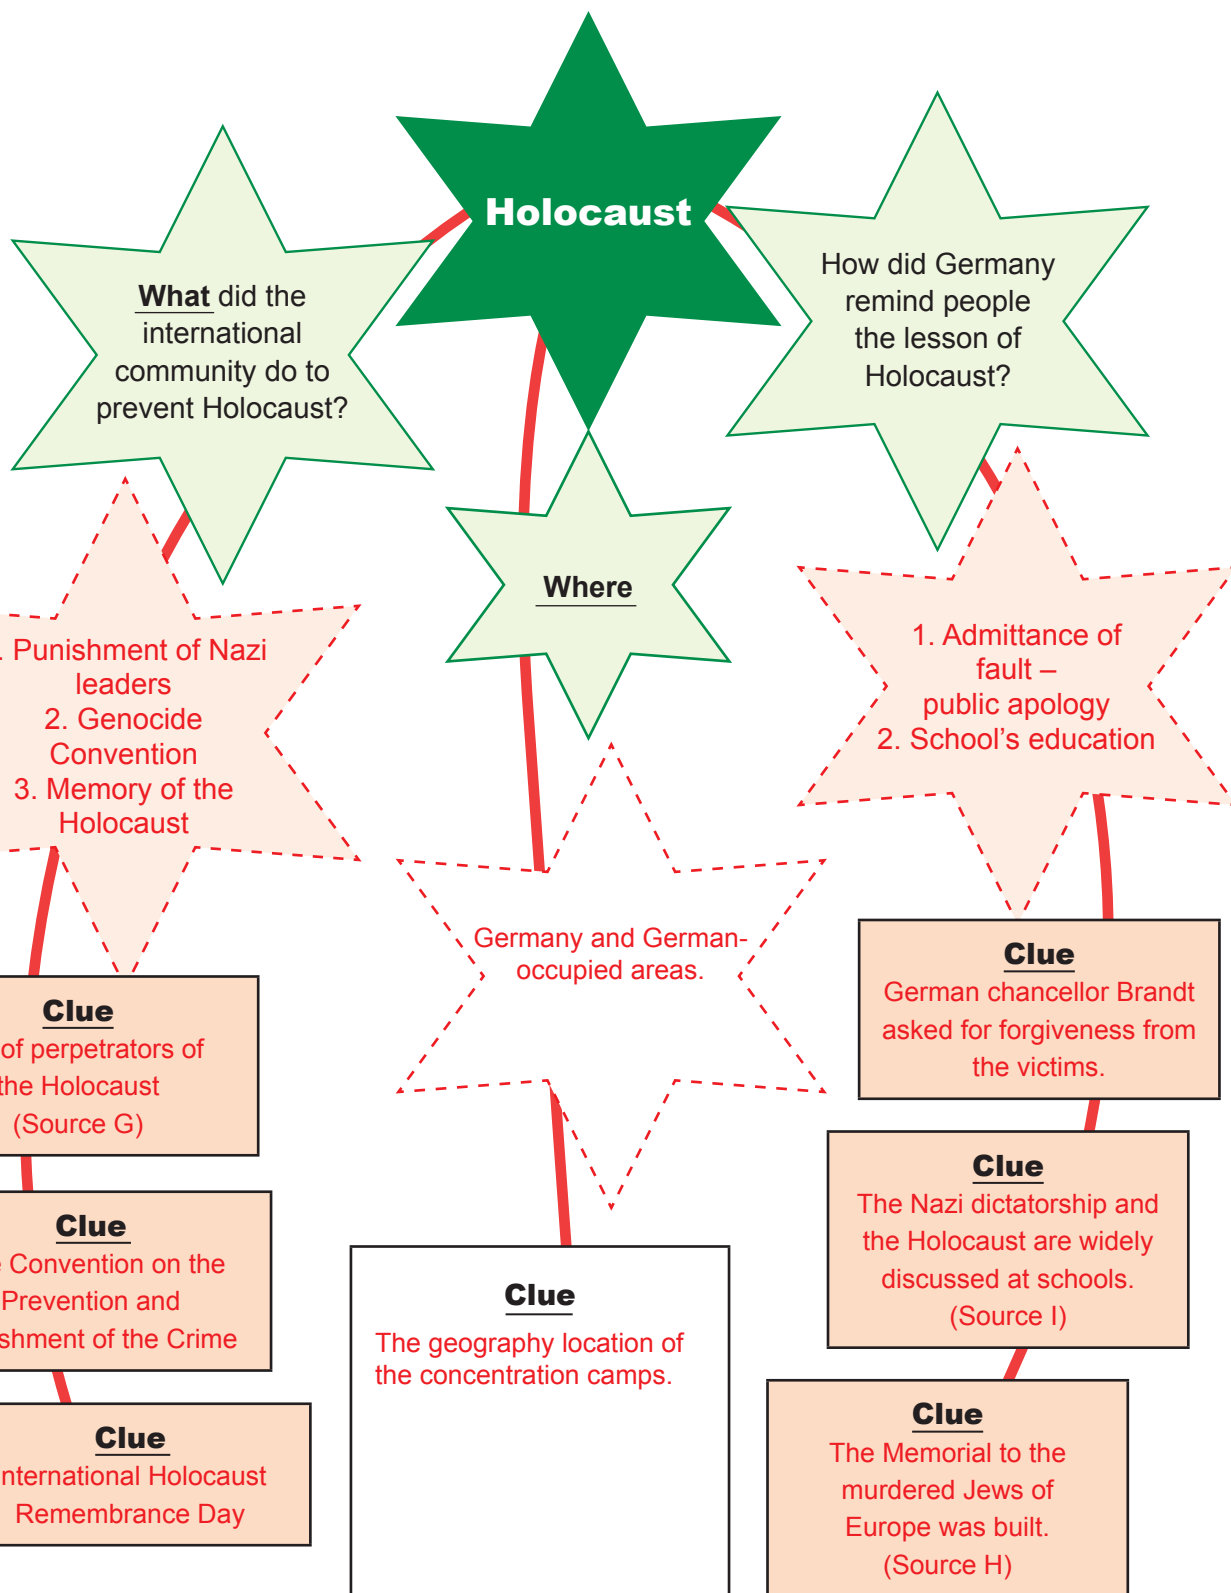 Holocaust
What did the
international
community do to
prevent Holocaust?
How did Germany
remind people
the lesson of
Holocaust?
Where
. Punishment of Nazi
leaders
2. Genocide
Convention
3. Memory of the
Holocaust
1. Admittance of
fault –
public apology
2. School’s education
Germany and German-
occupied areas.
Clue
of perpetrators of
the Holocaust
(Source G)
Clue
Convention on the
Prevention and
shment of the Crime
Clue
International Holocaust
Remembrance Day
Clue
The geography location of
the concentration camps.
Clue
German chancellor Brandt
asked for forgiveness from
the victims.
Clue
The Nazi dictatorship and
the Holocaust are widely
discussed at schools.
(Source I)
Clue
The Memorial to the
murdered Jews of
Europe was built.
(Source H)